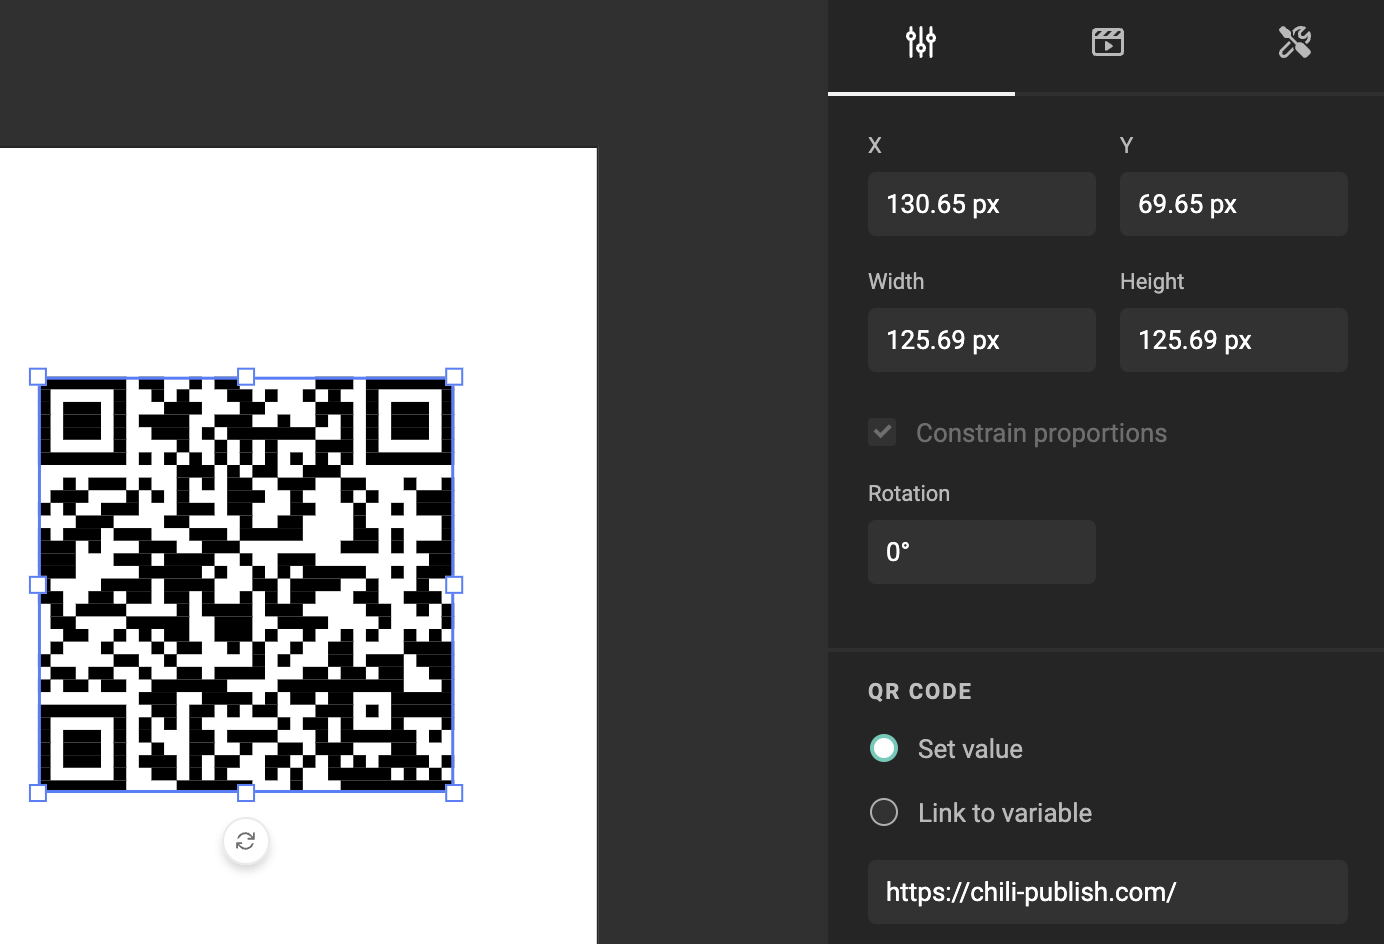 X
Y
130.65 px
69.65 px
Width
Height
125.69 px
125.69 px
Constrain proportions
Rotation
0°
QR CODE
Set value
Link to variable
https://chili-publish.com/